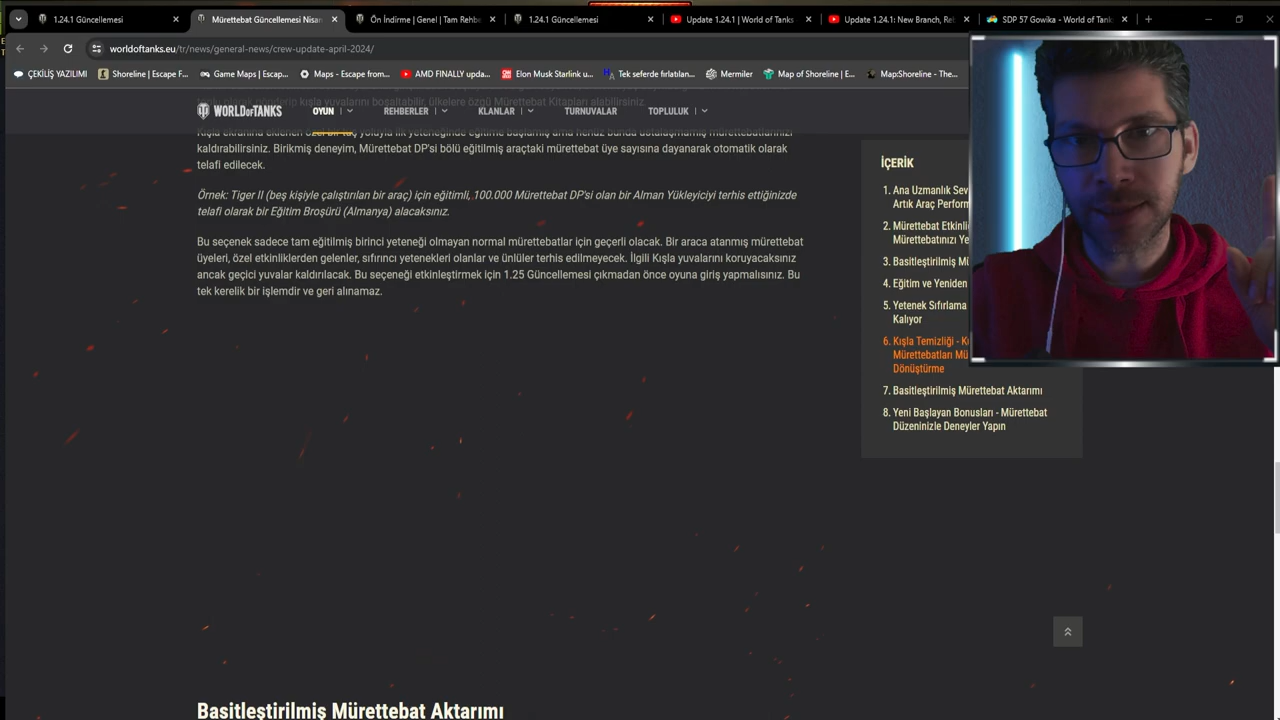 1.24.1 Güncellemesi
Mürettebat Güncellemesi Nisan
Ön İndirme | Genel | Tam Rehbe
1.24.1 Güncellemesi
Update 1.24.1 | World of Tanks
Update 1.24.1: New Branch, Re
SDP 57 Gowika - World of Tank
worldoftanks.eu/tr/news/general-news/crew-update-april-2024/
ÇEKİLİŞ YAZILIMI
Shoreline | Escape F...
Game Maps | Escap...
Maps - Escape from...
AMD FINALLY upda...
Elon Musk Starlink u...
Tek seferde fırlatılan...
Mermiler
Map of Shoreline | E...
Map:Shoreline - The...
WORLD OF TANKS
OYUN
REHBERLER
KLANLAR
TURNUVALAR
TOPLULUK
kaldırabilirsiniz. Birikmiş deneyim, Mürettebat DP'si bölü eğitilmiş araçtaki mürettebat üye sayısına dayanarak otomatik olarak
telafi edilecek.
Örnek: Tiger II (beş kişiyle çalıştırılan bir araç) için eğitimli, 100.000 Mürettebat DP'si olan bir Alman Yükleyiciyi terhis ettiğinizde
telafi olarak bir Eğitim Broşürü (Almanya) alacaksınız.
Bu seçenek sadece tam eğitilmiş birinci yeteneği olmayan normal mürettebatlar için geçerli olacak. Bir araca atanmış mürettebat
üyeleri, özel etkinliklerden gelenler, sıfırıncı yetenekleri olanlar ve ünlüler terhis edilmeyecek. İlgili Kışla yuvalarını koruyacaksınız
ancak geçici yuvalar kaldırılacak. Bu seçeneği etkinleştirmek için 1.25 Güncellemesi çıkmadan önce oyuna giriş yapmalısınız. Bu
tek kerelik bir işlemdir ve geri alınamaz.
Basitleştirilmiş Mürettebat Aktarımı
İÇERİK
1. Ana Uzmanlık Sev
Artık Araç Perform
2. Mürettebat Etkinli
Mürettebatınızı Ye
3. Basitleştirilmiş Mü
4. Eğitim ve Yeniden
5. Yetenek Sıfırlama
Kalıyor
6. Kışla Temizliği - Kı
Mürettebatları Mü
Dönüştürme
7. Basitleştirilmiş Mürettebat Aktarımı
8. Yeni Başlayan Bonusları - Mürettebat
Düzeninizle Deneyler Yapın